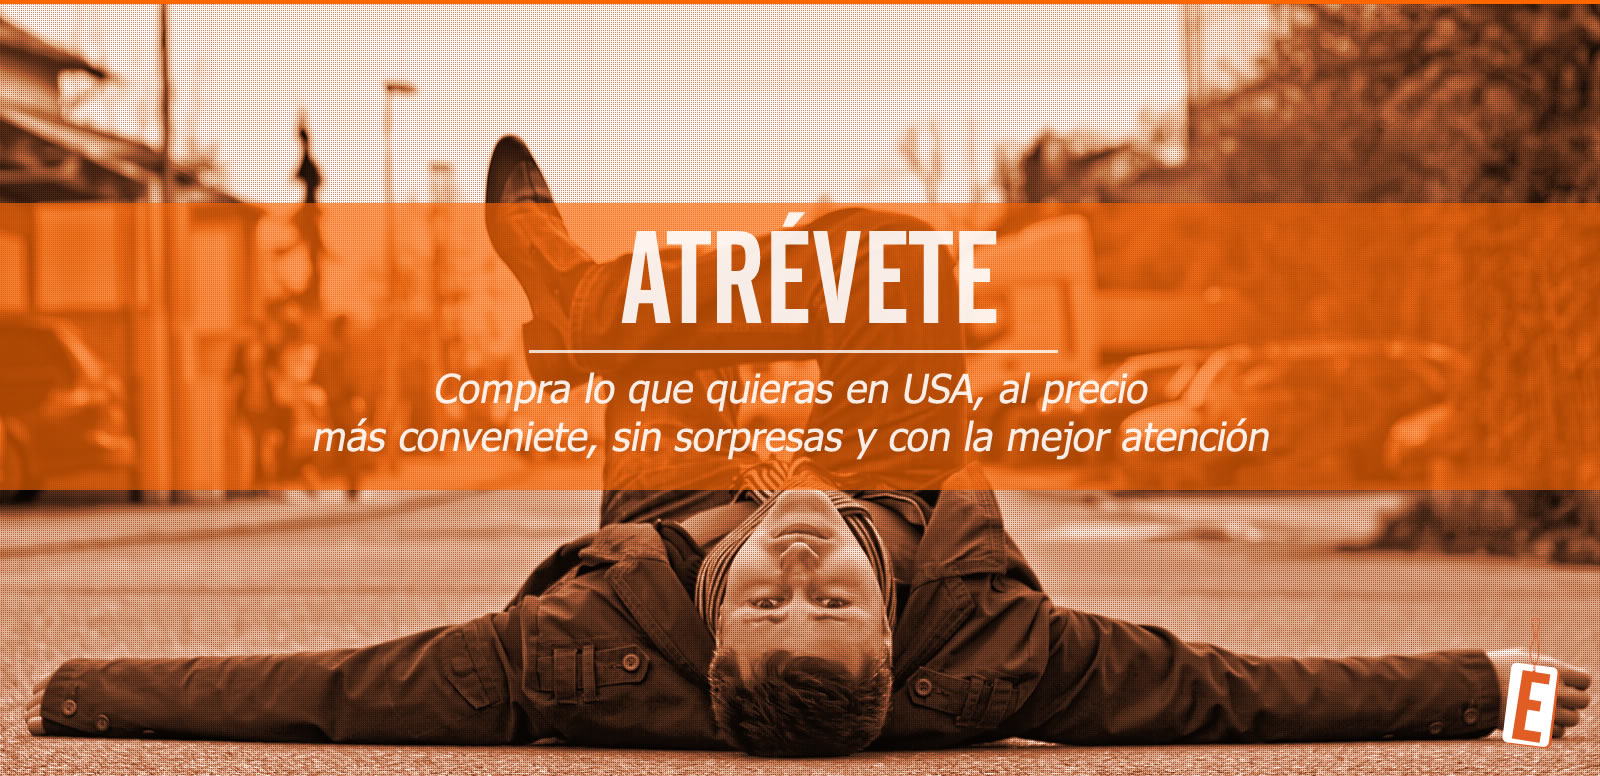 ATRÉVETE
Compra lo que quieras en USA, al precio
más conveniete, sin sorpresas y con la mejor atención
E